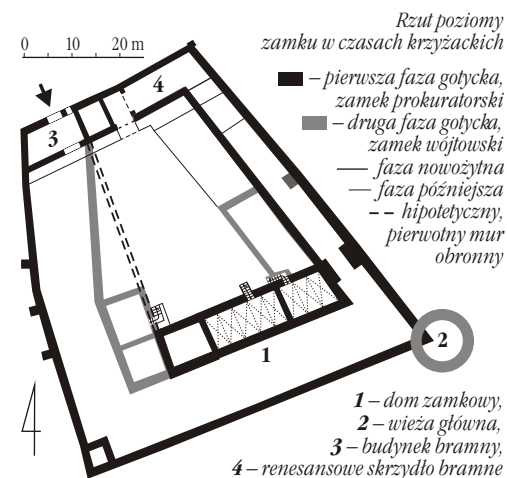 Rzut poziomy
zamku w czasach krzyżackich
0 10 20 m
– pierwsza faza gotycka,
zamek prokuratorski
– druga faza gotycka,
zamek wójtowski
– faza nowożytna
– faza późniejsza
– hipotetyczny,
pierwotny mur
obronny
4
3
1
2
1 – dom zamkowy,
2 – wieża główna,
3 – budynek bramny,
4 – renesansowe skrzydło bramne